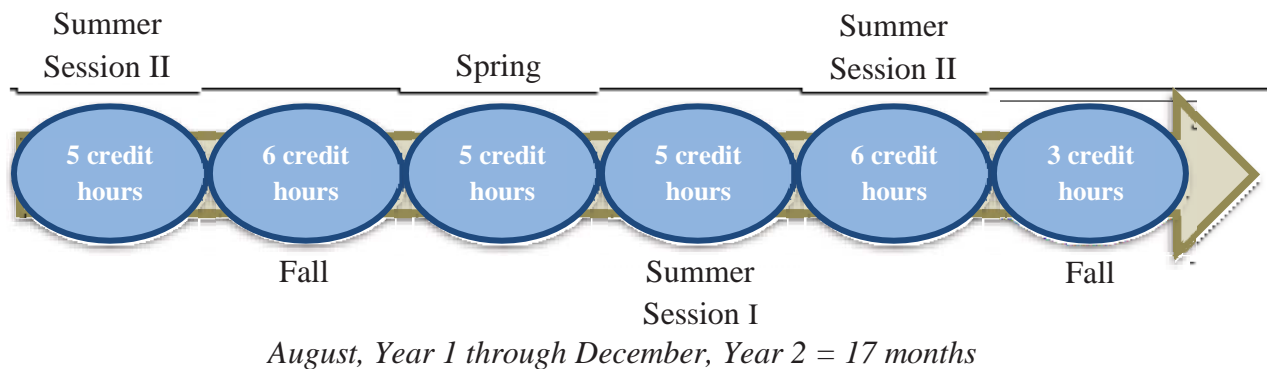 Summer
Session II
Spring
Summer
Session II
5 credit
hours
6 credit
hours
5 credit
hours
5 credit
hours
6 credit
hours
3 credit
hours
Fall
Summer
Session I
Fall
August, Year 1 through December, Year 2 = 17 months